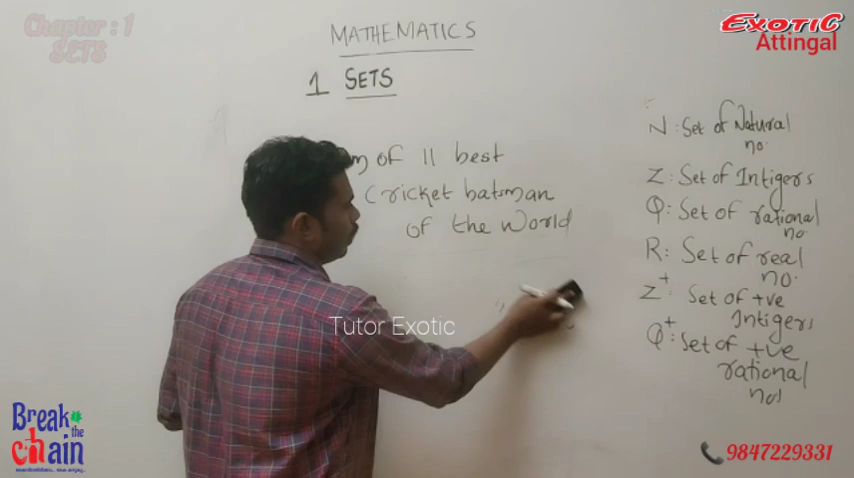 Chapter : 1
SETS
EXOTIC
Attingal
MATHEMATICS
1 SETS
of 11 best
Cricket batsman
of the World
N : Set of Natural
no.
Z : Set of Intigers
Q : Set of rational
no.
R : Set of real
no.
Z+ : Set of +ve
Intigers
Q+ : Set of +ve
rational
no
Tutor Exotic
Break
the
chain
9847229331